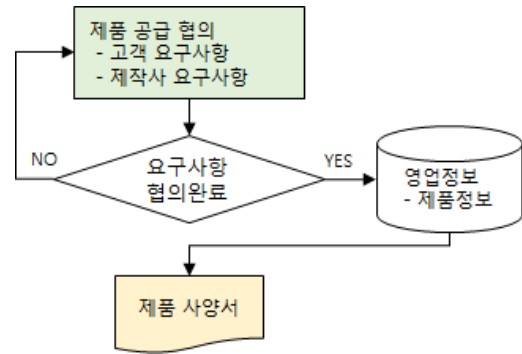 제품 공급 협의
- 고객 요구사항
- 제작사 요구사항
NO
요구사항
협의완료
YES
영업정보
- 제품정보
제품 사양서